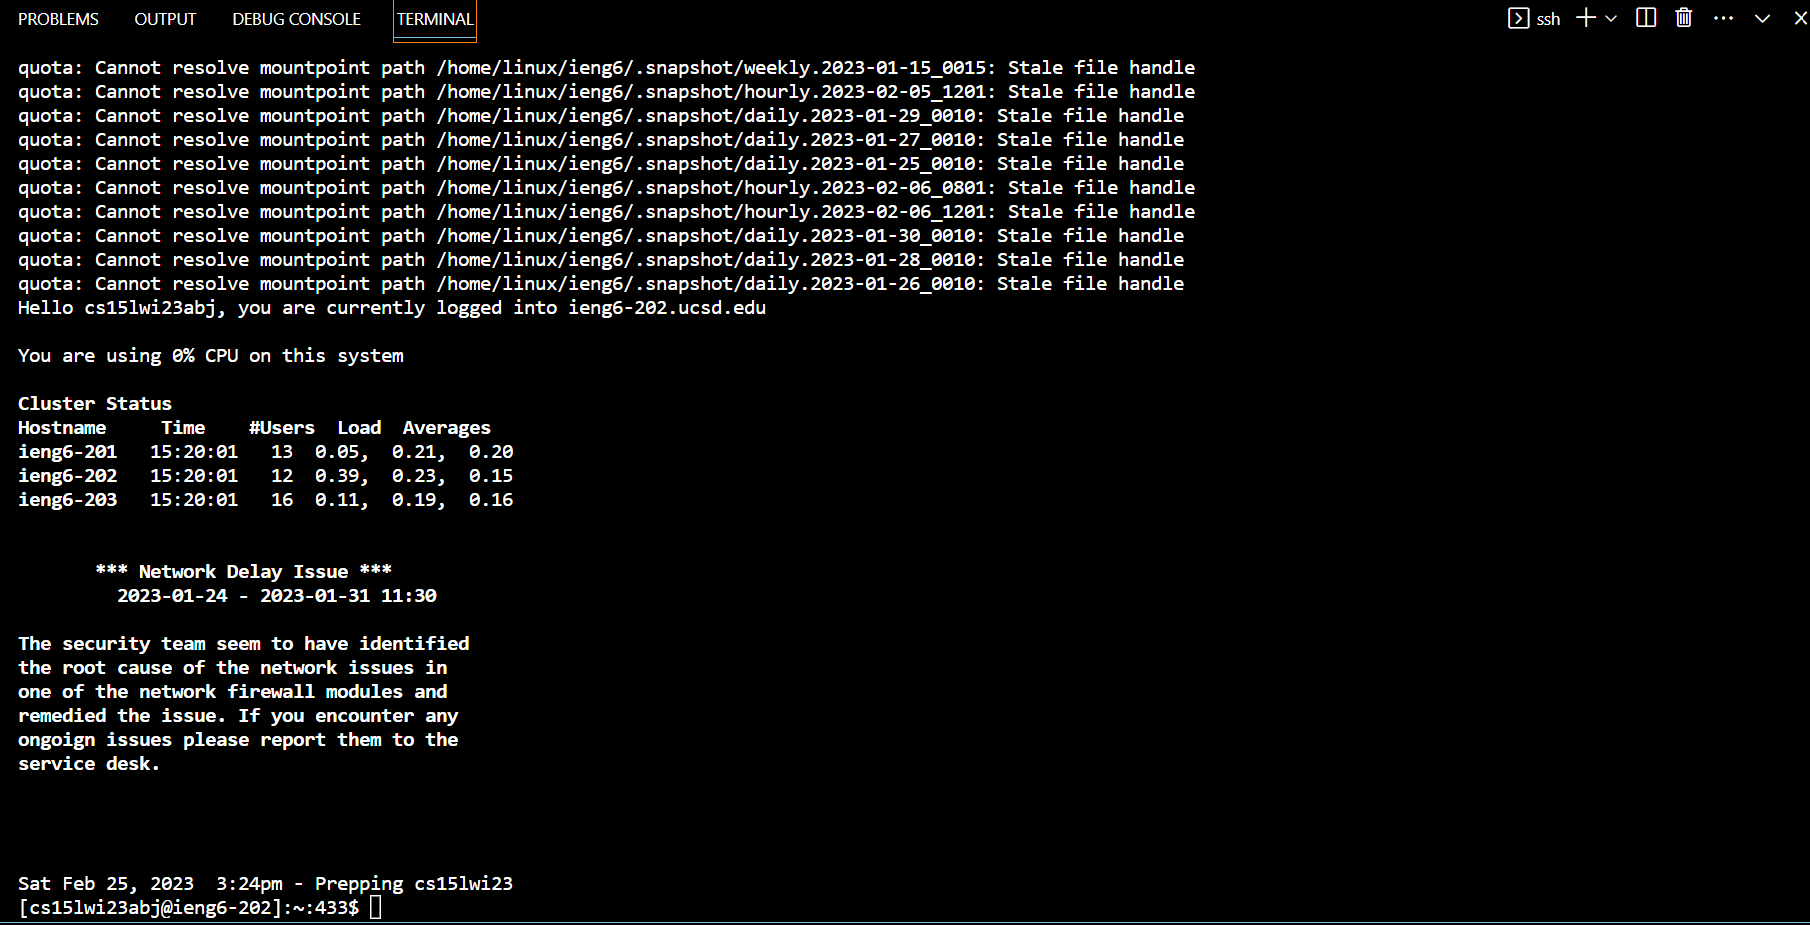 PROBLEMS OUTPUT DEBUG CONSOLE TERMINAL ssh
quota: Cannot resolve mountpoint path /home/linux/ieng6/.snapshot/weekly.2023-01-15_0015: Stale file handle
quota: Cannot resolve mountpoint path /home/linux/ieng6/.snapshot/hourly.2023-02-05_1201: Stale file handle
quota: Cannot resolve mountpoint path /home/linux/ieng6/.snapshot/daily.2023-01-29_0010: Stale file handle
quota: Cannot resolve mountpoint path /home/linux/ieng6/.snapshot/daily.2023-01-27_0010: Stale file handle
quota: Cannot resolve mountpoint path /home/linux/ieng6/.snapshot/daily.2023-01-25_0010: Stale file handle
quota: Cannot resolve mountpoint path /home/linux/ieng6/.snapshot/hourly.2023-02-06_0801: Stale file handle
quota: Cannot resolve mountpoint path /home/linux/ieng6/.snapshot/hourly.2023-02-06_1201: Stale file handle
quota: Cannot resolve mountpoint path /home/linux/ieng6/.snapshot/daily.2023-01-30_0010: Stale file handle
quota: Cannot resolve mountpoint path /home/linux/ieng6/.snapshot/daily.2023-01-28_0010: Stale file handle
quota: Cannot resolve mountpoint path /home/linux/ieng6/.snapshot/daily.2023-01-26_0010: Stale file handle
Hello cs15lwi23abj, you are currently logged into ieng6-202.ucsd.edu
You are using 0% CPU on this system
Cluster Status
Hostname Time #Users Load Averages
ieng6-201 15:20:01 13 0.05, 0.21, 0.20
ieng6-202 15:20:01 12 0.39, 0.23, 0.15
ieng6-203 15:20:01 16 0.11, 0.19, 0.16
*** Network Delay Issue ***
2023-01-24 - 2023-01-31 11:30
The security team seem to have identified
the root cause of the network issues in
one of the network firewall modules and
remedied the issue. If you encounter any
ongoign issues please report them to the
service desk.
Sat Feb 25, 2023 3:24pm - Prepping cs15lwi23
[cs15lwi23abj@ieng6-202]:~:433$